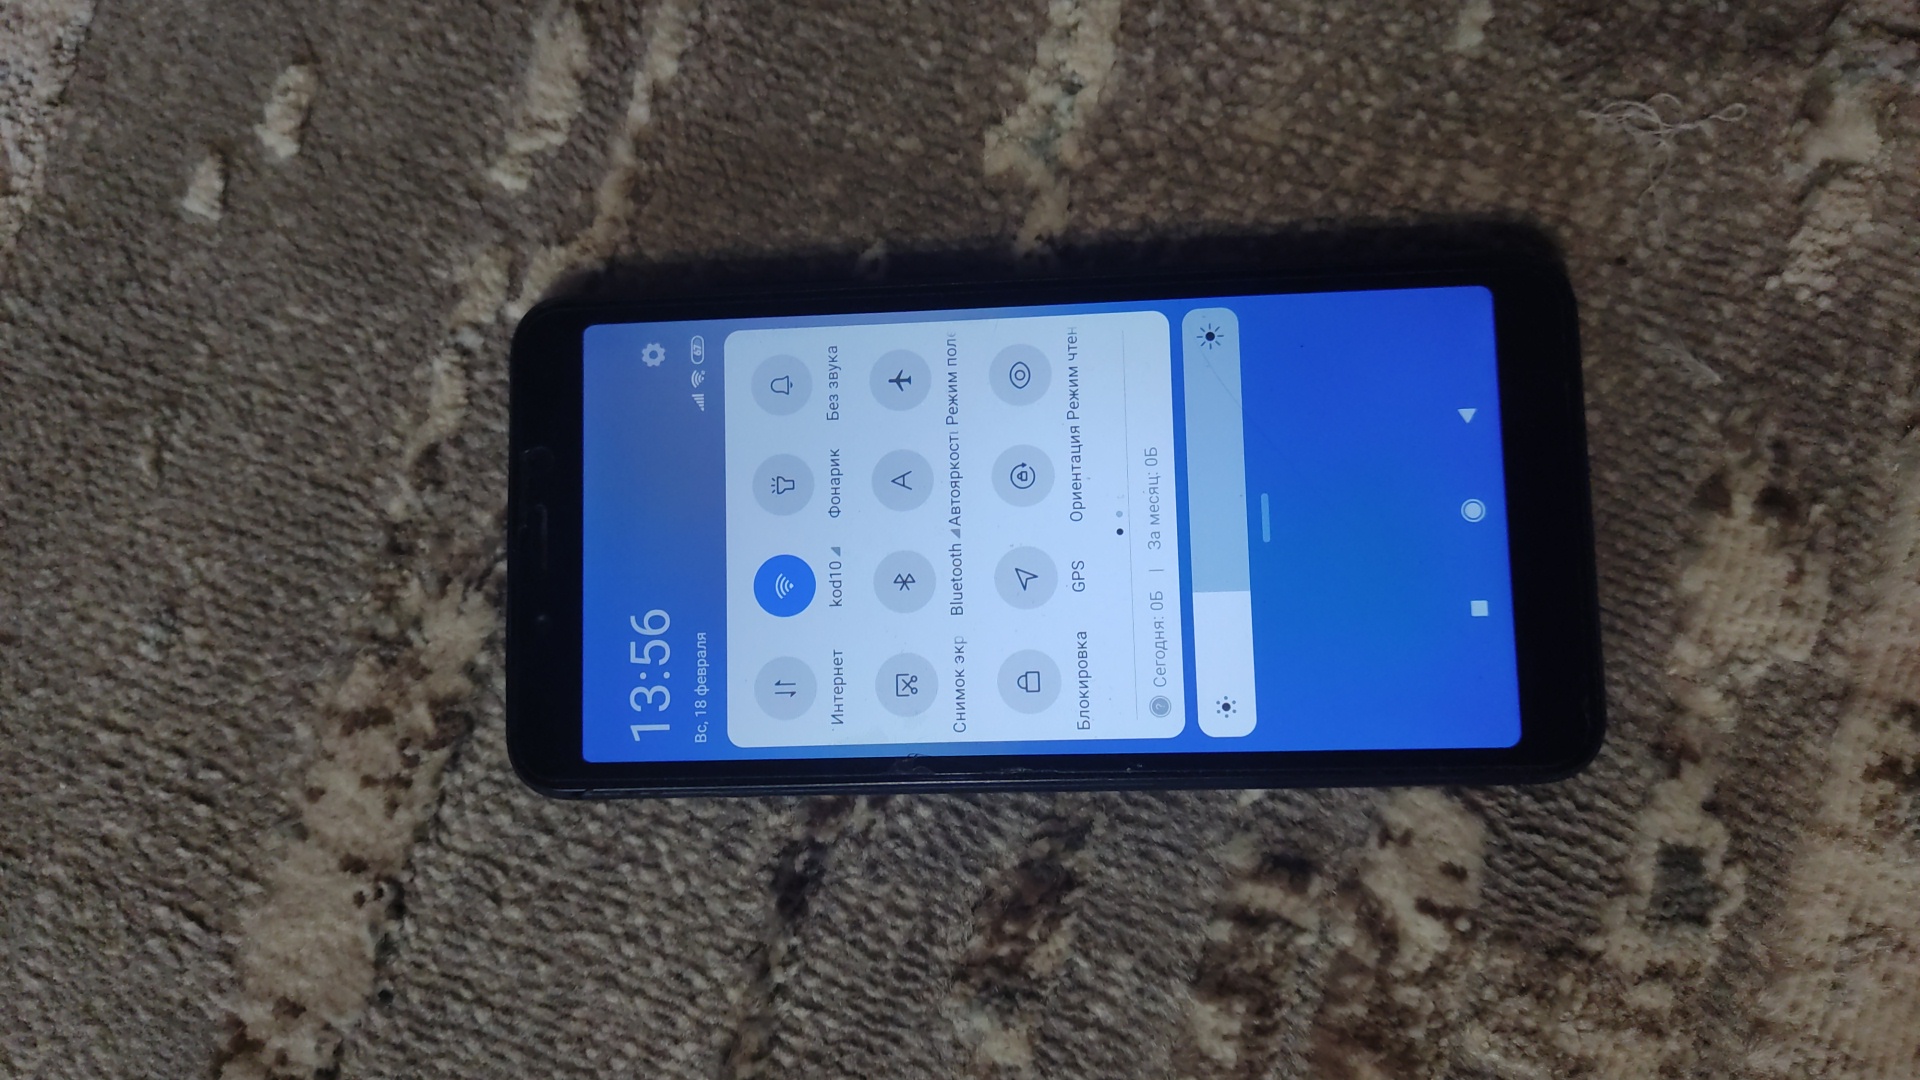 13:56
Вс, 18 февраля
67
Интернет kod10 Фонарик Без звука
Снимок экр Bluetooth Автояркость Режим поле
Блокировка GPS Ориентация Режим чтен
Сегодня: 0Б | За месяц: 0Б